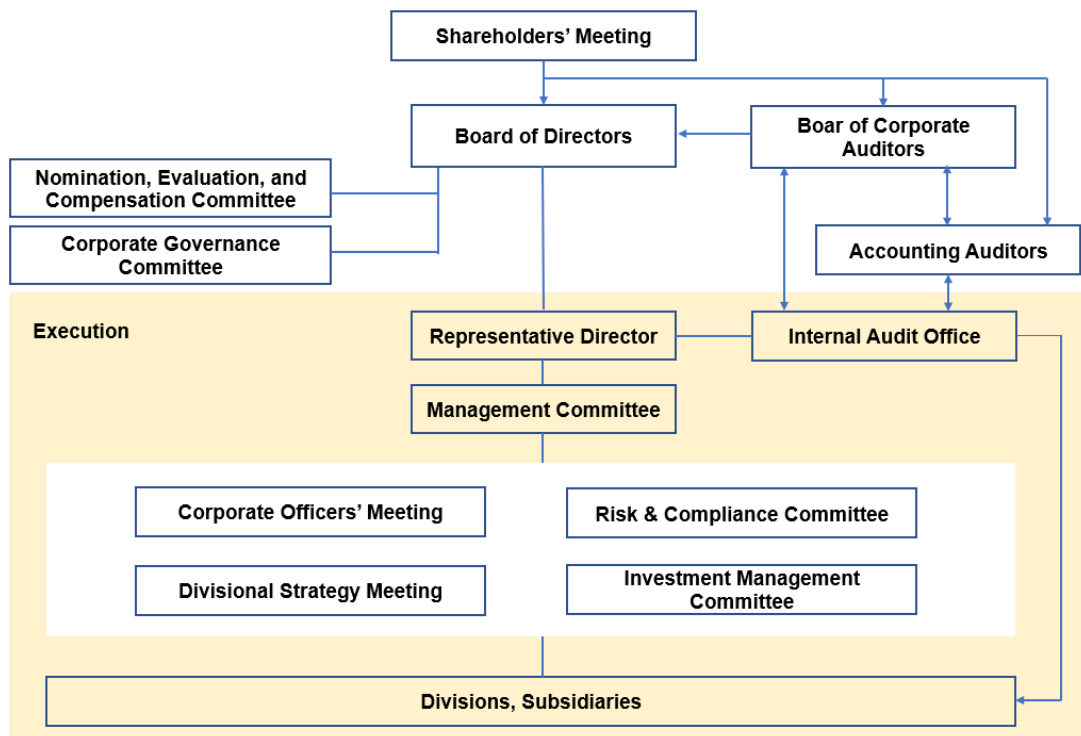 Shareholders' Meeting
Board of Directors
Boar of Corporate
Auditors
Nomination, Evaluation, and
Compensation Committee
Corporate Governance
Committee
Accounting Auditors
Execution
Representative Director
Internal Audit Office
Management Committee
Corporate Officers' Meeting
Risk & Compliance Committee
Divisional Strategy Meeting
Investment Management
Committee
Divisions, Subsidiaries